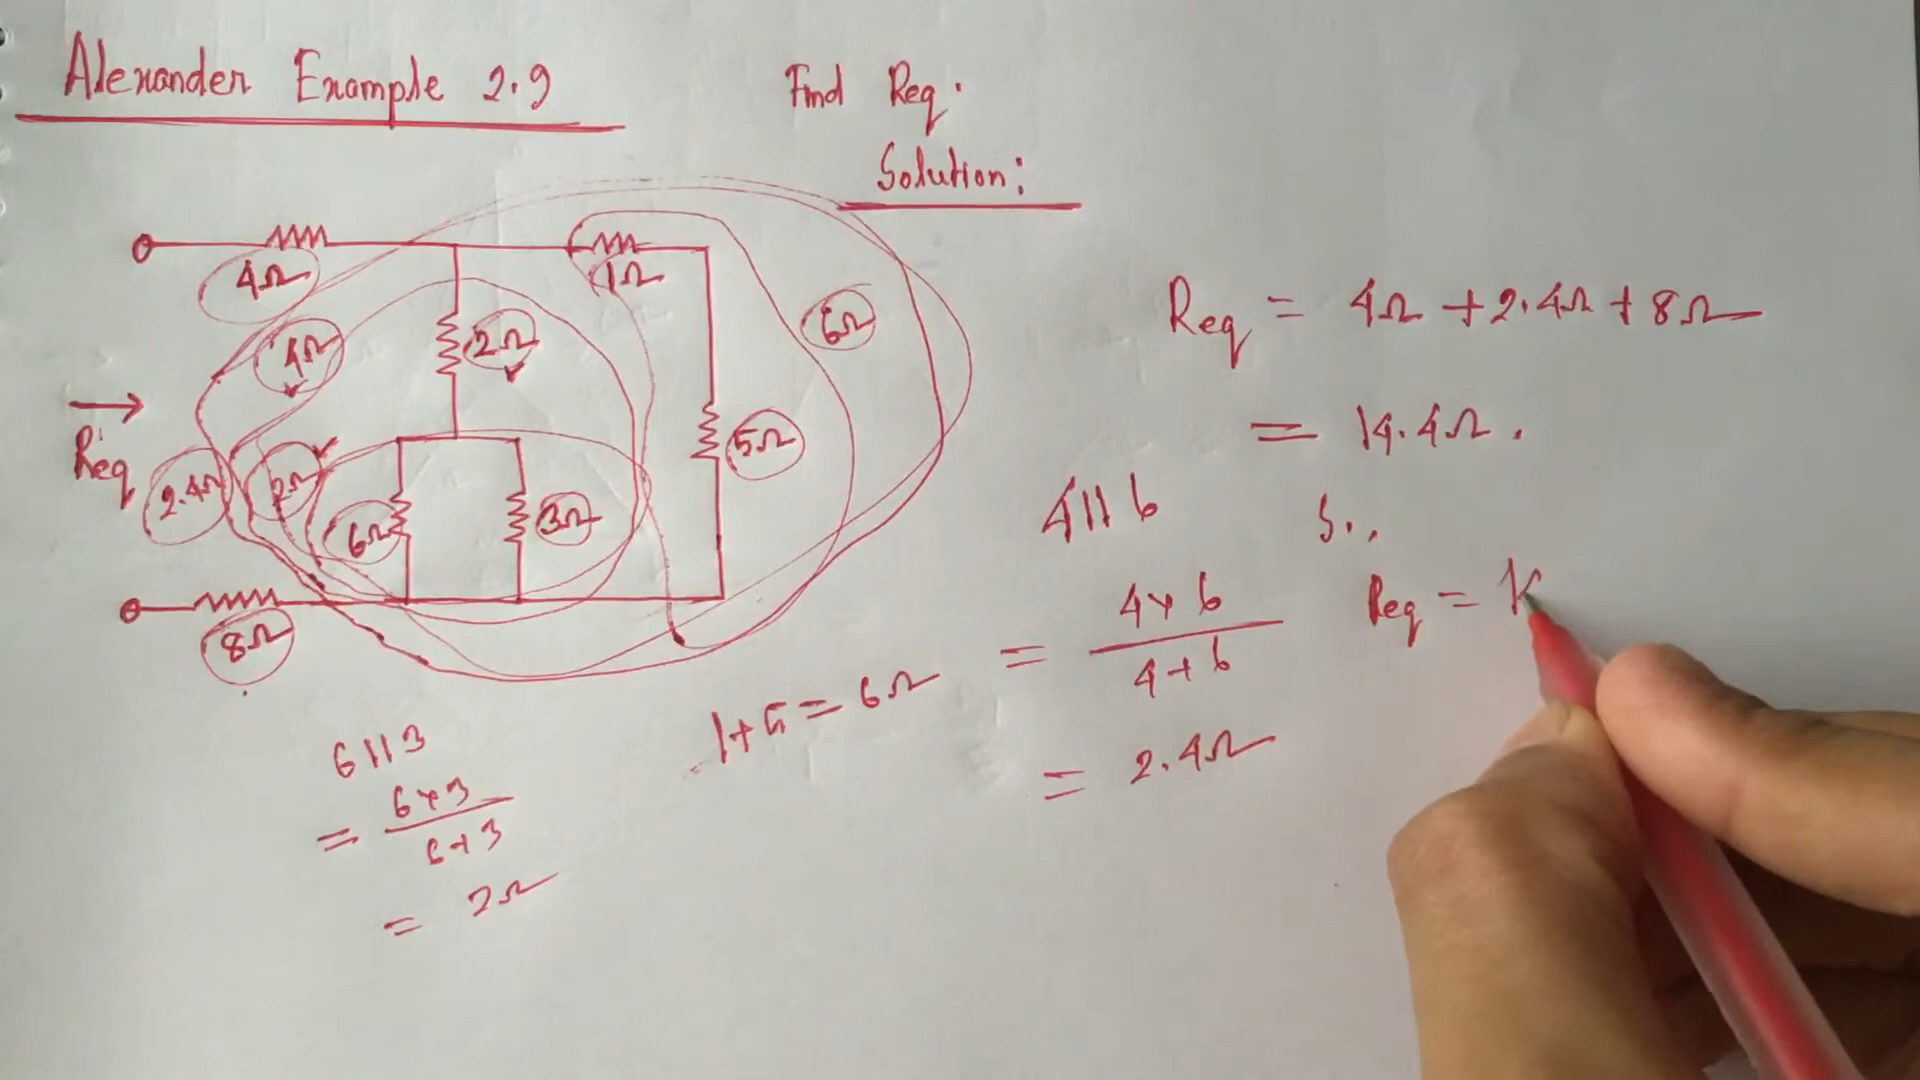 Alexander Example 2.9
Find Req.
Solution:
4Ω
1Ω
4Ω
2Ω
6Ω
Req
2.4Ω
2Ω
6Ω
3Ω
5Ω
8Ω
6||3
= 6×3
6+3
= 2Ω
1+5=6Ω
Req = 4Ω+2.4Ω+8Ω
= 14.4Ω.
4||6
= 4×6
4+6
= 2.4Ω
So,
Req =